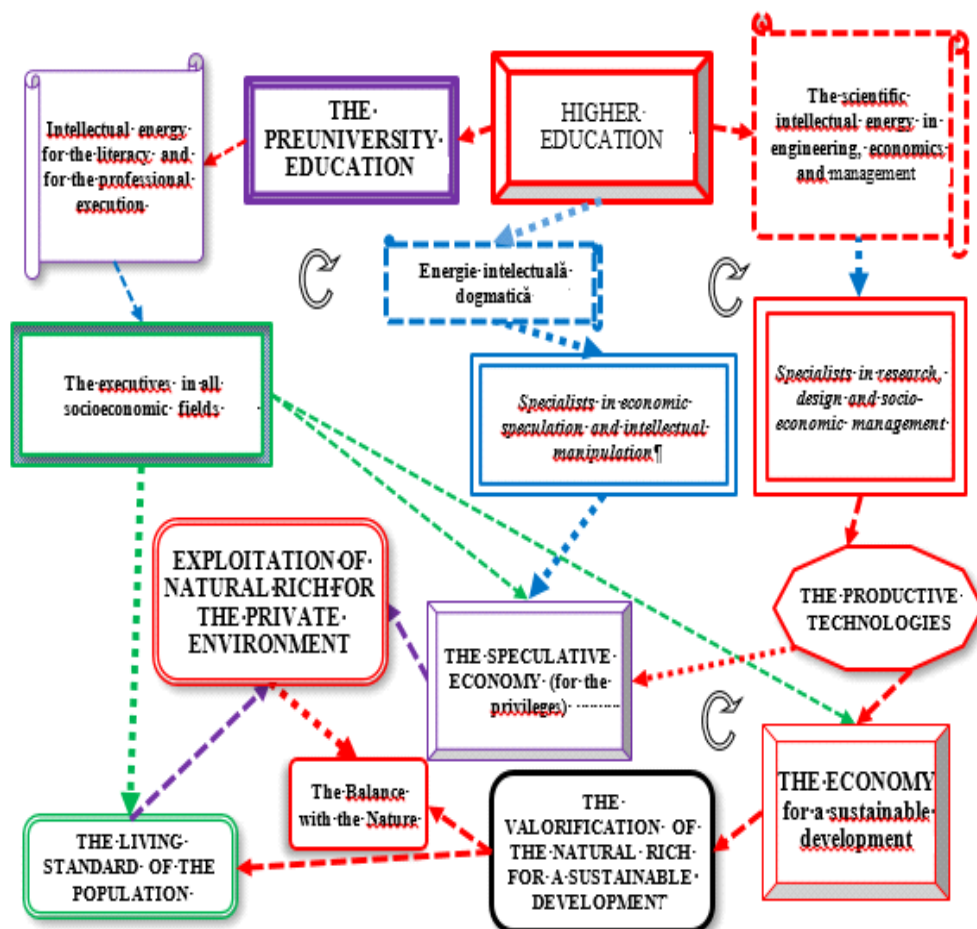 THE
PREUNIVERSITY
EDUCATION
HIGHER
EDUCATION
The scientific
intellectual energy in
engineering, economics
and management
Intellectual energy
for the literacy and
for the professional
execution
Energie intelectuală
dogmatică
The executives in all
socioeconomic fields
Specialists in economic
speculation and intellectual
manipulation¶
Specialists in research,
design and socio-
economic management
EXPLOITATION OF
NATURAL RICH FOR
THE PRIVATE
ENVIRONMENT
THE PRODUCTIVE
TECHNOLOGIES
THE SPECULATIVE
ECONOMY (for the
privileges)
The Balance
with the Nature
THE
VALORIFICATION OF
THE NATURAL RICH
FOR A SUSTAINABLE
DEVELOPMENT
THE ECONOMY
for a sustainable
development
THE LIVING
STANDARD OF THE
POPULATION